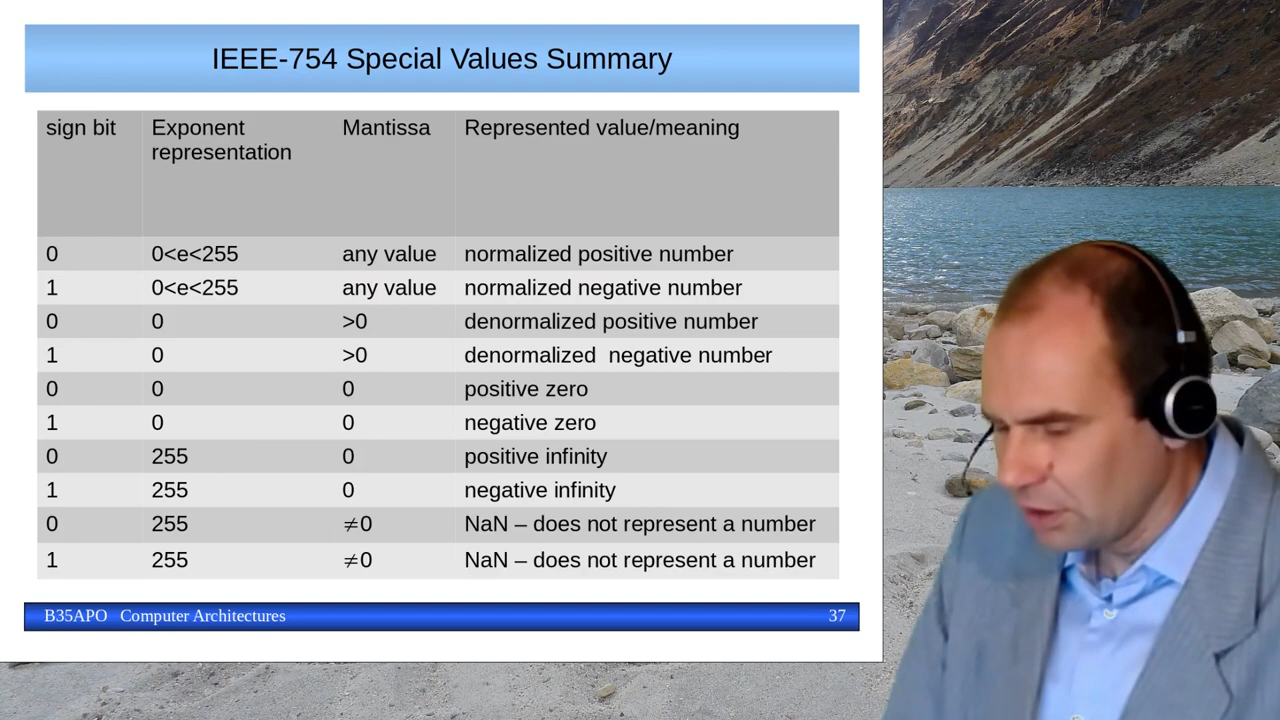 IEEE-754 Special Values Summary
sign bit Exponent representation Mantissa Represented value/meaning
0 0<e<255 any value normalized positive number
1 0<e<255 any value normalized negative number
0 0 >0 denormalized positive number
1 0 >0 denormalized  negative number
0 0 0 positive zero
1 0 0 negative zero
0 255 0 positive infinity
1 255 0 negative infinity
0 255 ≠0 NaN – does not represent a number
1 255 ≠0 NaN – does not represent a number
B35APO Computer Architectures 37